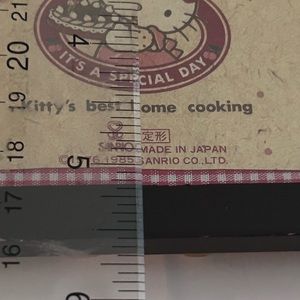 IT'S A SPECIAL DAY
Kitty's best home cooking
定形
SANRIO MADE IN JAPAN
1985 SANRIO CO., LTD.
21
20
19
18
17
16
4
5
6